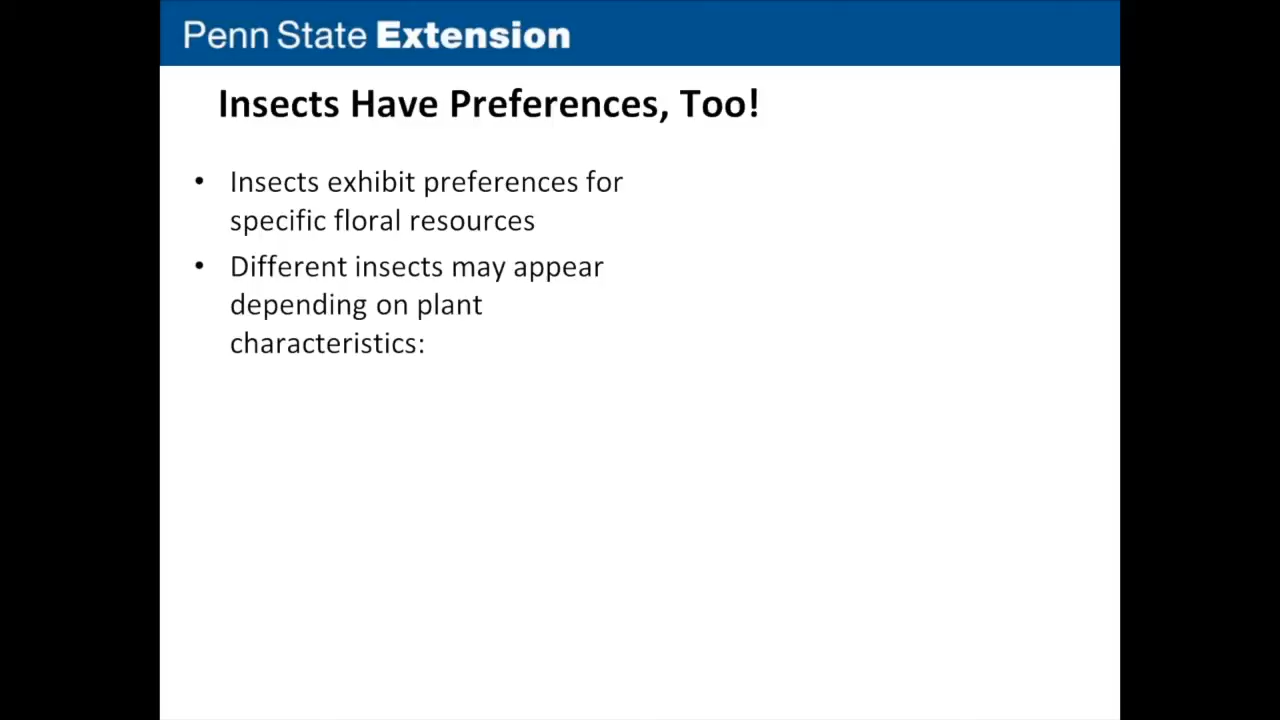 Penn State Extension
Insects Have Preferences, Too!
• Insects exhibit preferences for
specific floral resources
• Different insects may appear
depending on plant
characteristics: